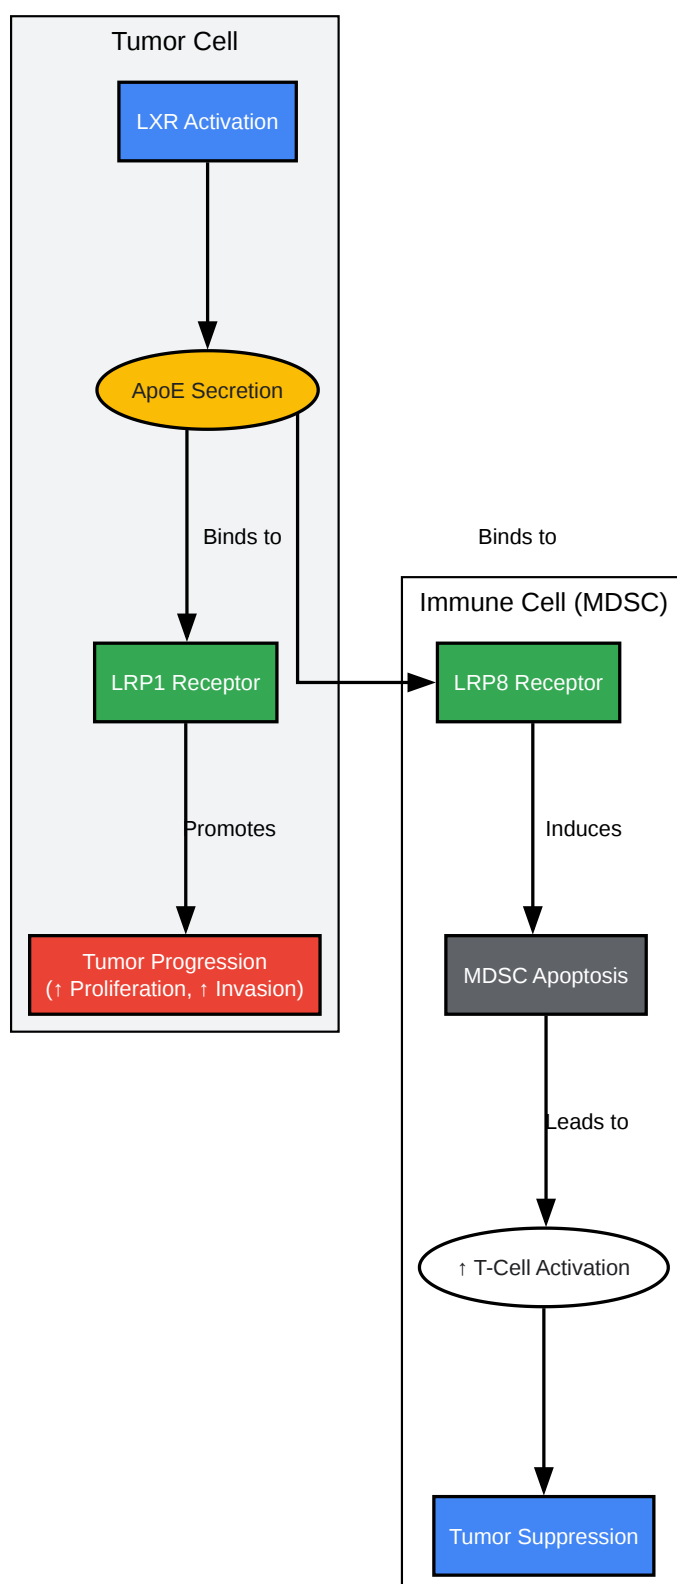 Tumor Cell
LXR Activation
ApoE Secretion
Binds to
Binds to
Immune Cell (MDSC)
LRP1 Receptor
LRP8 Receptor
Promotes
Induces
Tumor Progression
(↑ Proliferation, ↑ Invasion)
MDSC Apoptosis
Leads to
↑ T-Cell Activation
Tumor Suppression